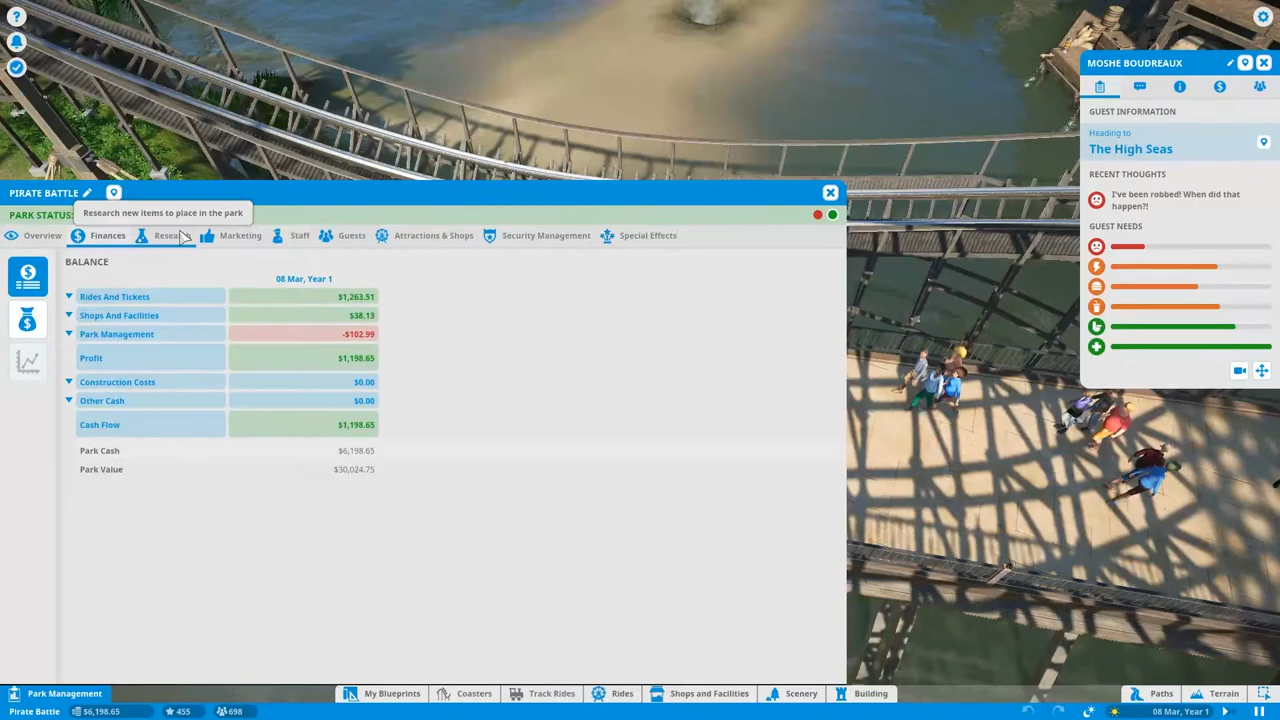 MOSHE BOUDREAUX
GUEST INFORMATION
Heading to
The High Seas
RECENT THOUGHTS
I've been robbed! When did that
happen?!
GUEST NEEDS
PIRATE BATTLE
Research new items to place in the park
PARK STATUS:
Overview Finances Research Marketing Staff Guests Attractions & Shops Security Management Special Effects
BALANCE
08 Mar, Year 1
Rides And Tickets $1,263.51
Shops And Facilities $38.13
Park Management -$102.99
Profit $1,198.65
Construction Costs $0.00
Other Cash $0.00
Cash Flow $1,198.65
Park Cash $6,198.65
Park Value $30,024.75
Park Management My Blueprints Coasters Track Rides Rides Shops and Facilities Scenery Building Paths Terrain
Pirate Battle $6,198.65 455 698 08 Mar, Year 1